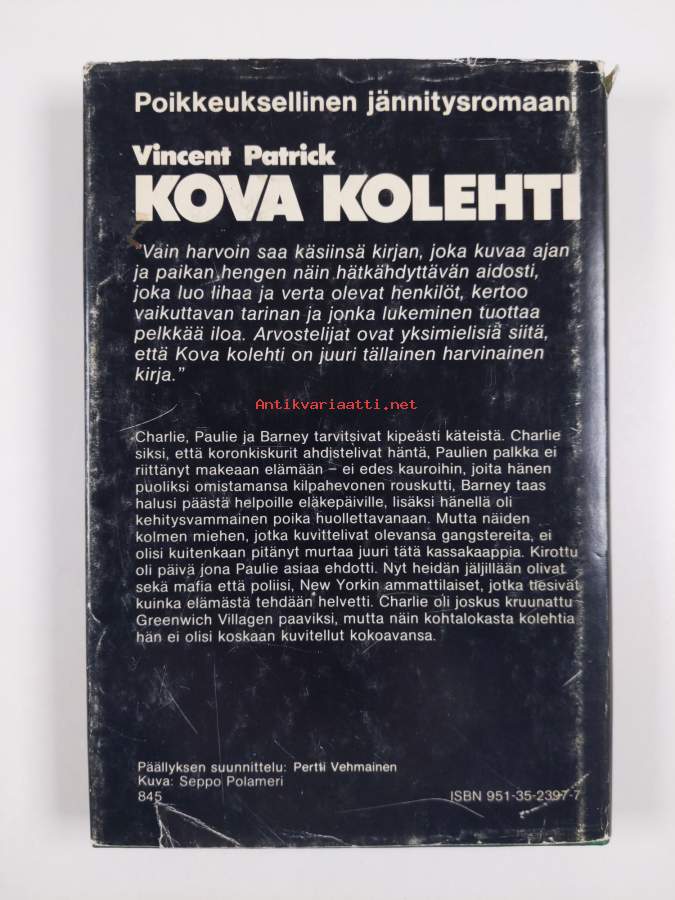 Poikkeuksellinen jännitysromaani
Vincent Patrick
KOVA KOLEHTI
"Vain harvoin saa käsiinsä kirjan, joka kuvaa ajan
ja paikan hengen näin hätkähdyttävän aidosti,
joka luo lihaa ja verta olevat henkilöt, kertoo
vaikuttavan tarinan ja jonka lukeminen tuottaa
pelkkää iloa. Arvostelijat ovat yksimielisiä siitä,
että Kova kolehti on juuri tällainen harvinainen
kirja."
Antikvariaatti.net
Charlie, Paulie ja Barney tarvitsivat kipeästi käteistä. Charlie
siksi, että koronkiskurit ahdistelivat häntä, Paulien palkka ei
riittänyt makeaan elämään – ei edes kauroihin, joita hänen
puoliksi omistamansa kilpahevonen rouskutti, Barney taas
halusi päästä helpoille eläkepäiville, lisäksi hänellä oli
kehitysvammainen poika huollettavanaan. Mutta näiden
kolmen miehen, jotka kuvittelivat olevansa gangstereita, ei
olisi kuitenkaan pitänyt murtaa juuri tätä kassakaappia. Kirottu
oli päivä jona Paulie asiaa ehdotti. Nyt heidän jäljillään olivat
sekä mafia että poliisi, New Yorkin ammattilaiset, jotka tiesivät
kuinka elämästä tehdään helvetti. Charlie oli joskus kruunattu
Greenwich Villagen paaviksi, mutta näin kohtalokasta kolehtia
hän ei olisi koskaan kuvitellut kokoavansa.
Päällyksen suunnittelu: Pertti Vehmainen
Kuva: Seppo Polameri
845
ISBN 951-35-2397-7